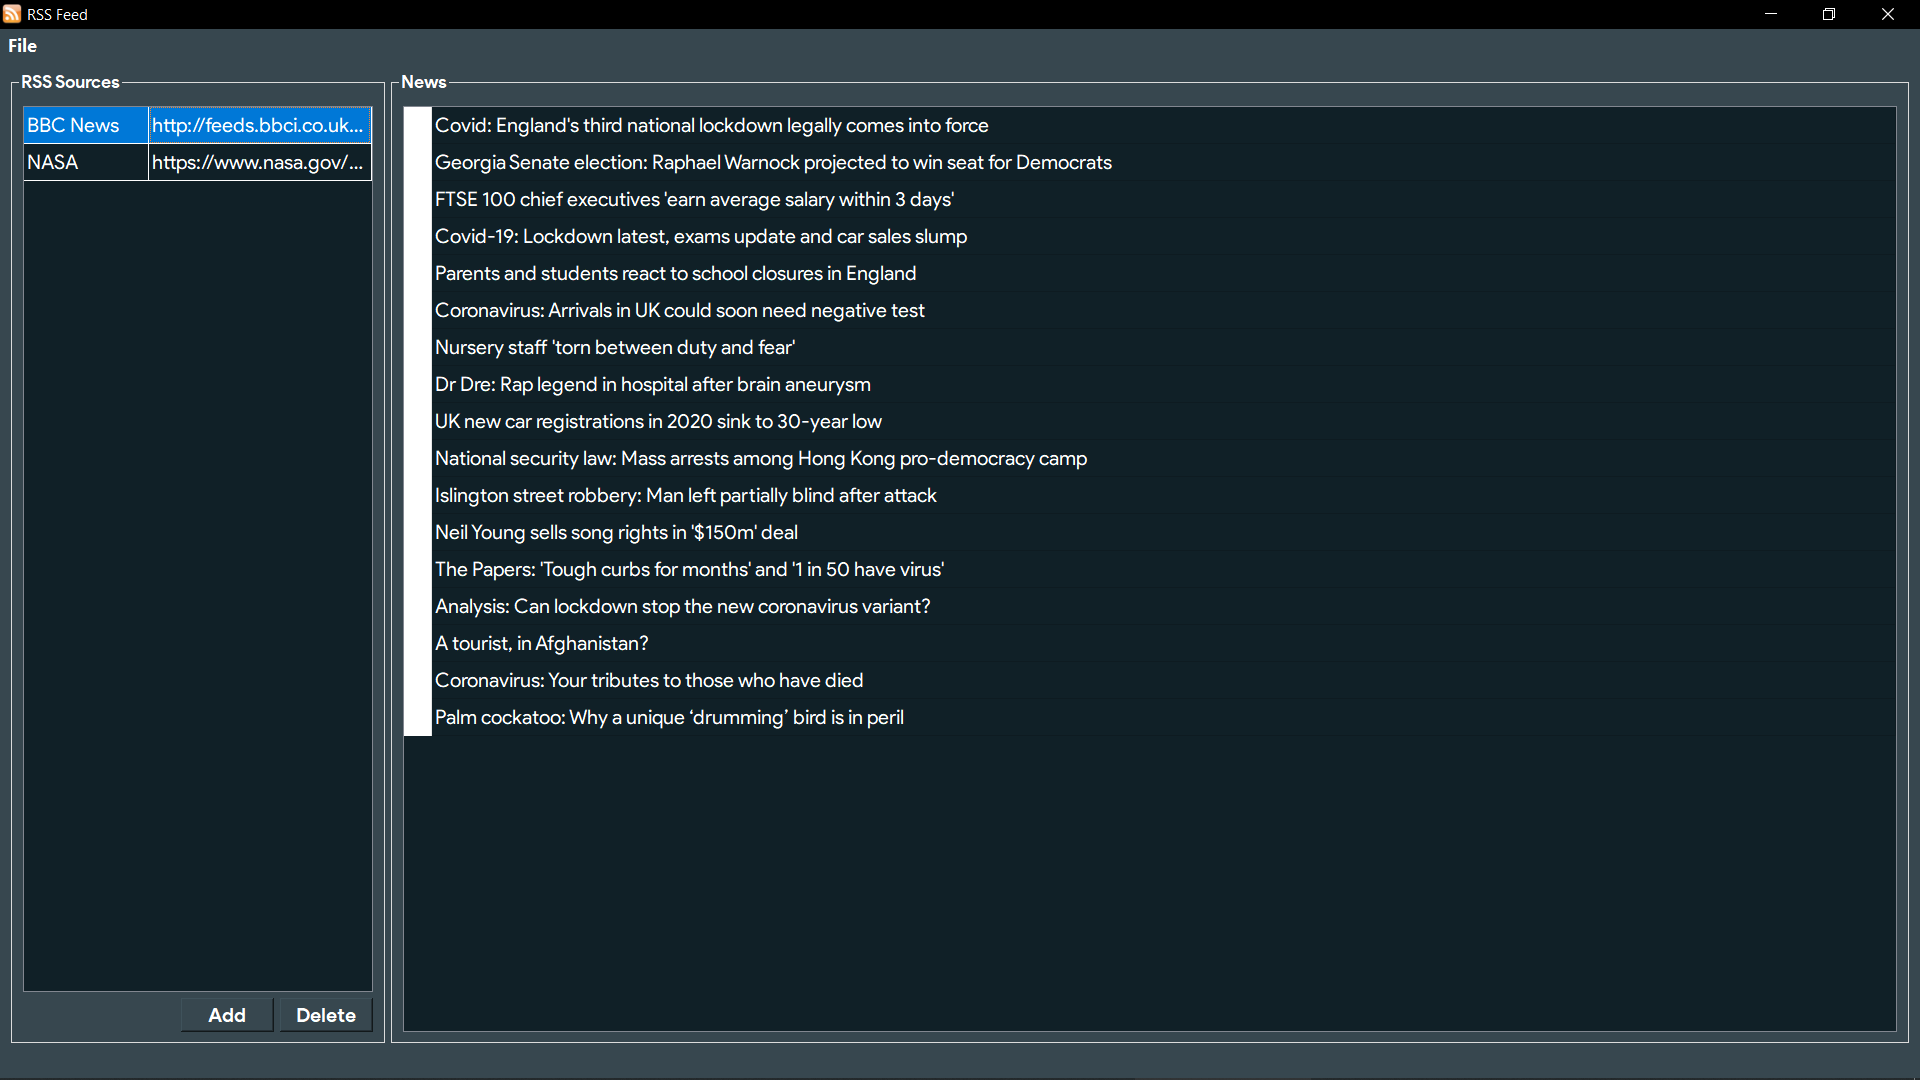 RSS Feed
File
RSS Sources
BBC News http://feeds.bbci.co.uk...
NASA https://www.nasa.gov/...
Add Delete
News
Covid: England's third national lockdown legally comes into force
Georgia Senate election: Raphael Warnock projected to win seat for Democrats
FTSE 100 chief executives 'earn average salary within 3 days'
Covid-19: Lockdown latest, exams update and car sales slump
Parents and students react to school closures in England
Coronavirus: Arrivals in UK could soon need negative test
Nursery staff 'torn between duty and fear'
Dr Dre: Rap legend in hospital after brain aneurysm
UK new car registrations in 2020 sink to 30-year low
National security law: Mass arrests among Hong Kong pro-democracy camp
Islington street robbery: Man left partially blind after attack
Neil Young sells song rights in '$150m' deal
The Papers: 'Tough curbs for months' and '1 in 50 have virus'
Analysis: Can lockdown stop the new coronavirus variant?
A tourist, in Afghanistan?
Coronavirus: Your tributes to those who have died
Palm cockatoo: Why a unique ‘drumming’ bird is in peril